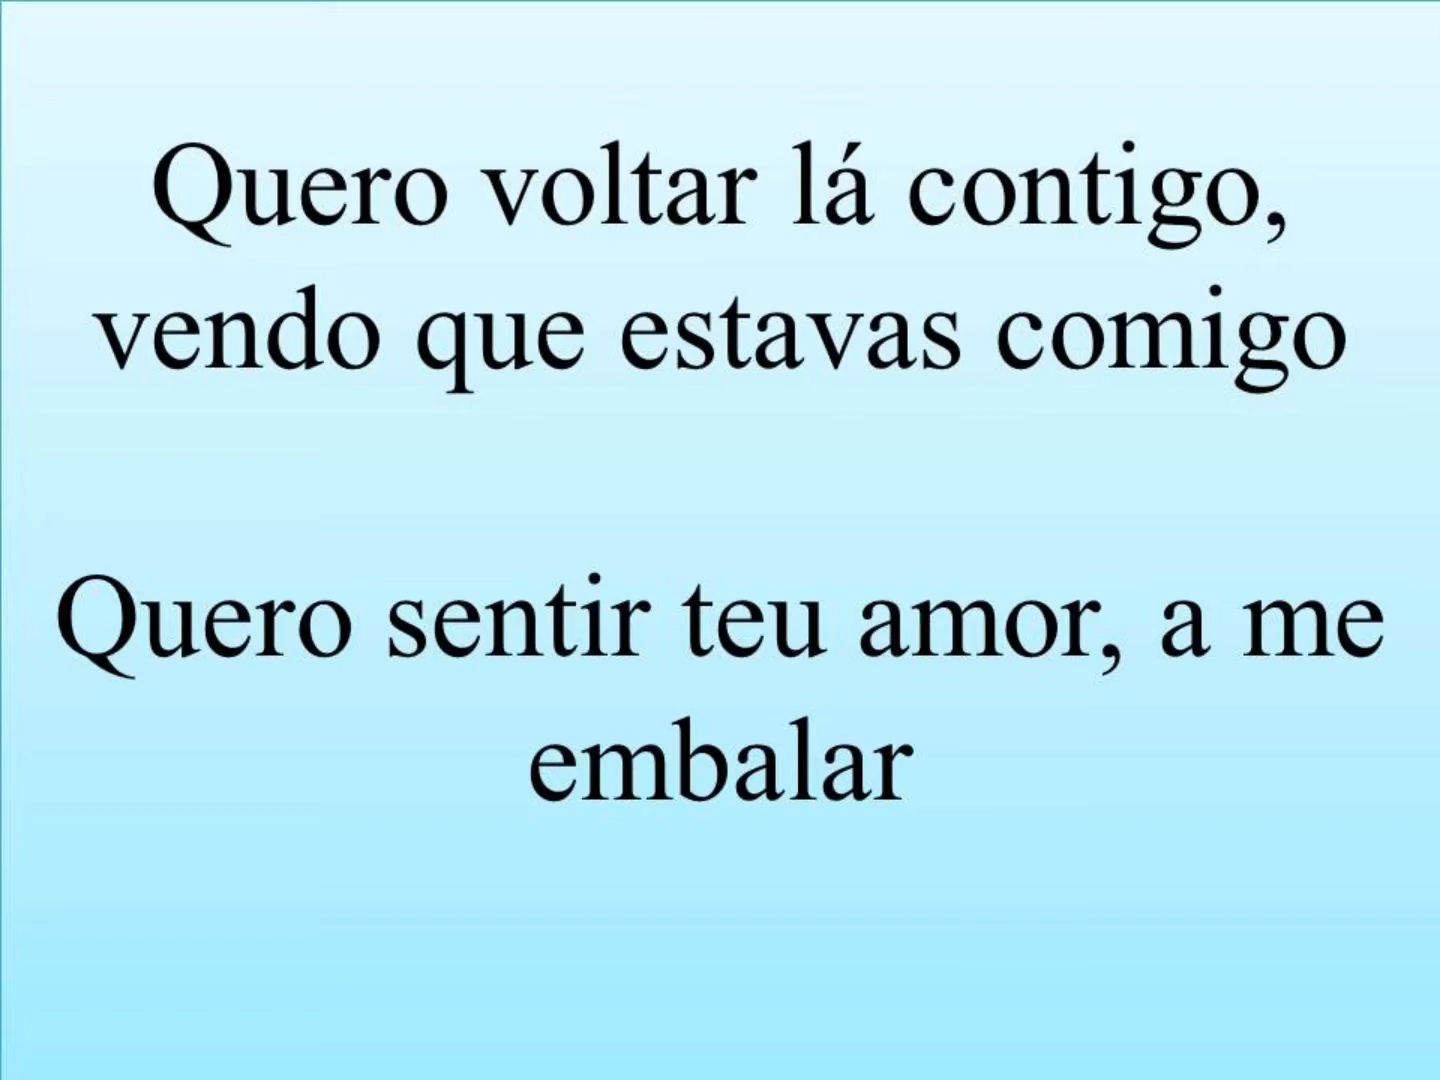 Quero voltar lá contigo,
vendo que estavas comigo
Quero sentir teu amor, a me
embalar